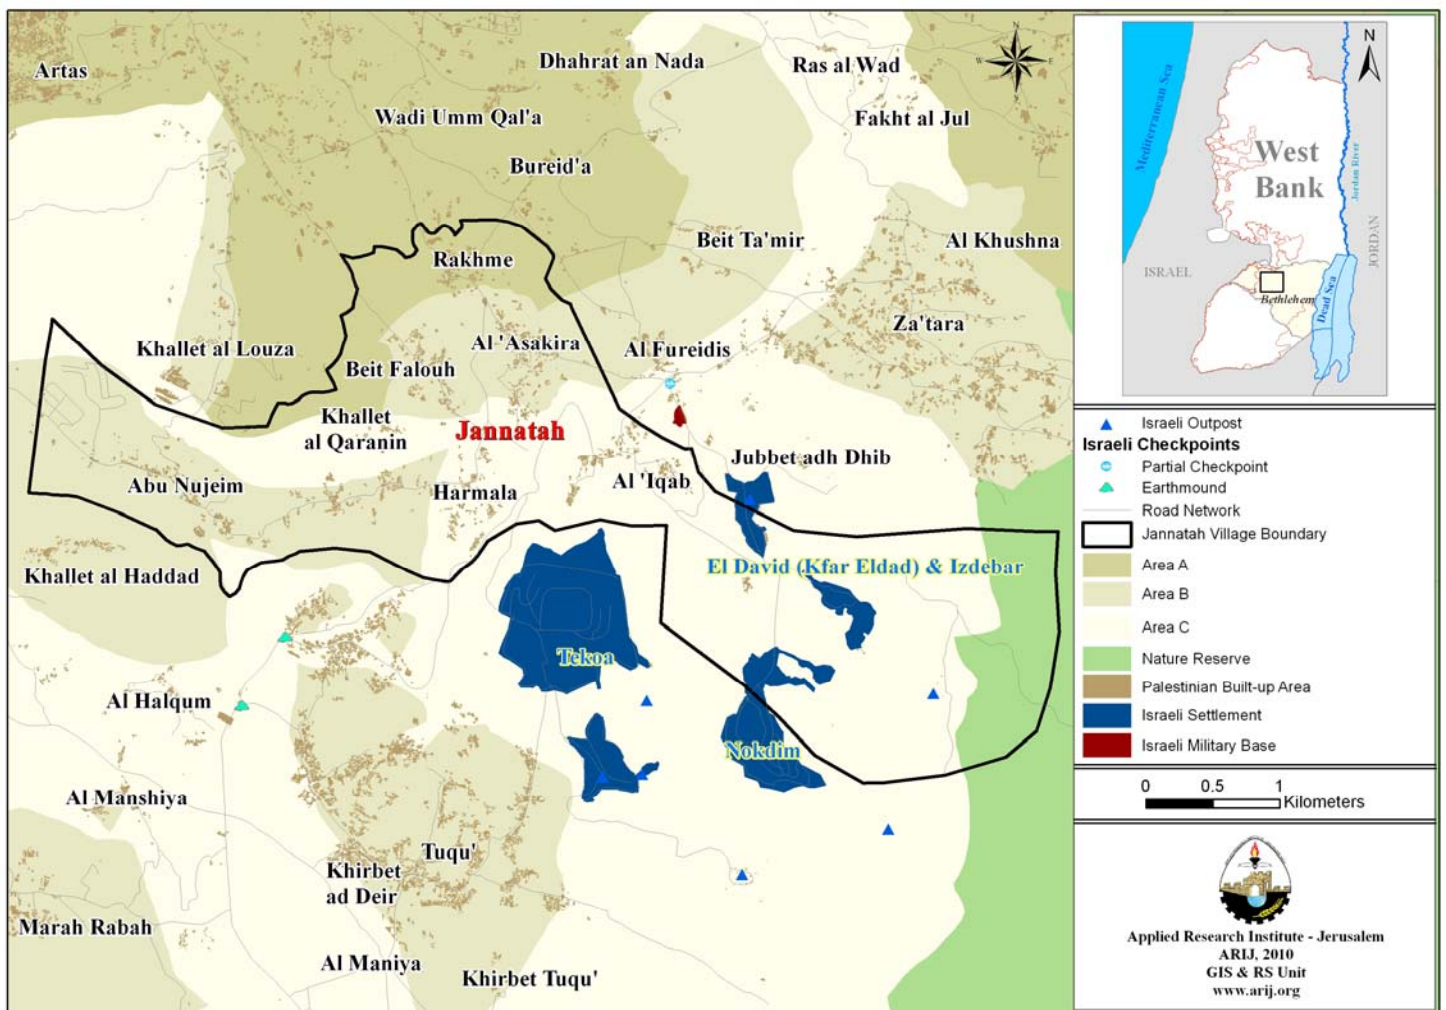 Artas
Dhahrat an Nada
Ras al Wad
Wadi Umm Qal'a
Fakht al Jul
Bureid'a
Beit Ta'mir
Al Khushna
Rakhme
Za'tara
Khallet al Louza
Al 'Asakira
Al Fureidis
Beit Falouh
Khallet
al Qaranin
Jannatah
Jubbet adh Dhib
Abu Nujeim
Harmala
Al 'Iqab
Khallet al Haddad
El David (Kfar Eldad) & Izdebar
Tekoa
Al Halqum
Nokdim
Al Manshiya
Tuqu'
Khirbet
ad Deir
Marah Rabah
Al Maniya
Khirbet Tuqu'
N
W
E
N
Mediterranean Sea
West
Bank
Jordan River
JORDAN
ISRAEL
Bethlehem
Dead Sea
Israeli Outpost
Israeli Checkpoints
Partial Checkpoint
Earthmound
Road Network
Jannatah Village Boundary
Area A
Area B
Area C
Nature Reserve
Palestinian Built-up Area
Israeli Settlement
Israeli Military Base
0 0.5 1
Kilometers
Applied Research Institute - Jerusalem
ARIJ, 2010
GIS & RS Unit
www.arij.org